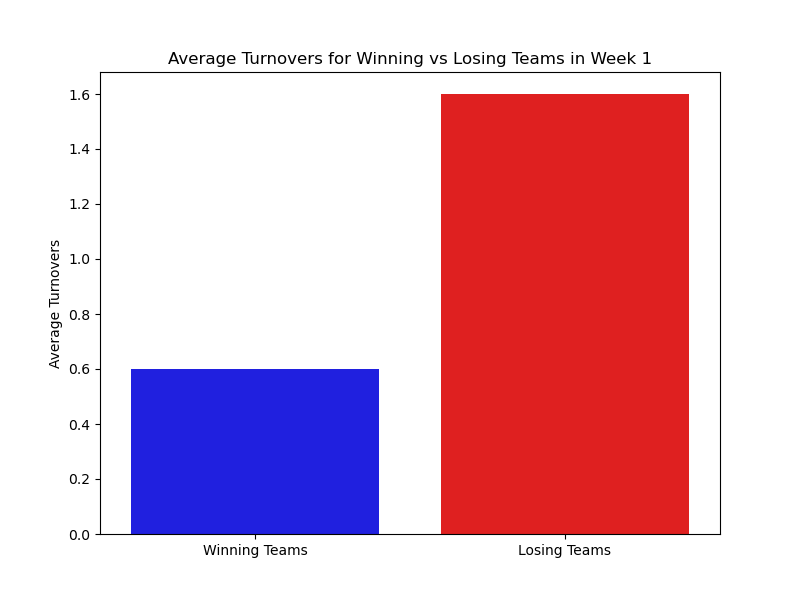 Average Turnovers for Winning vs Losing Teams in Week 1
Average Turnovers
1.6
1.4
1.2
1.0
0.8
0.6
0.4
0.2
0.0
Winning Teams
Losing Teams